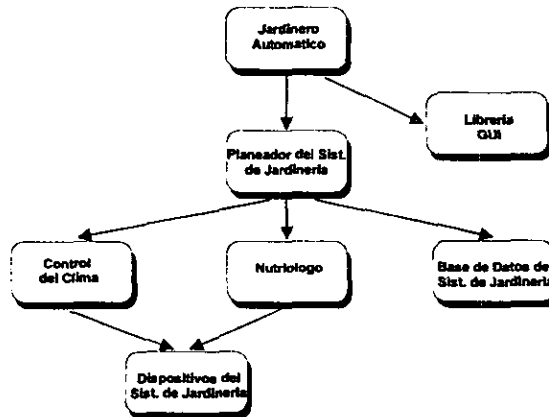 Jardinero
Automatico
Libreria
GUI
Planeador del Sist.
de Jardineria
Control
del Clima
Nutriologo
Base de Datos del
Sist. de Jardineria
Dispositivos del
Sist. de Jardineria